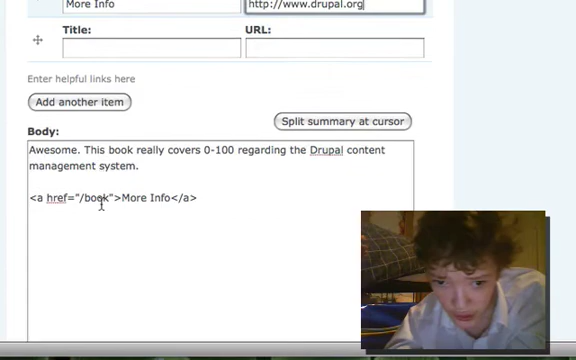 More Info http://www.drupal.org
Title: URL:
Enter helpful links here
Add another item
Split summary at cursor
Body:
Awesome. This book really covers 0-100 regarding the Drupal content
management system.
<a href="/book">More Info</a>